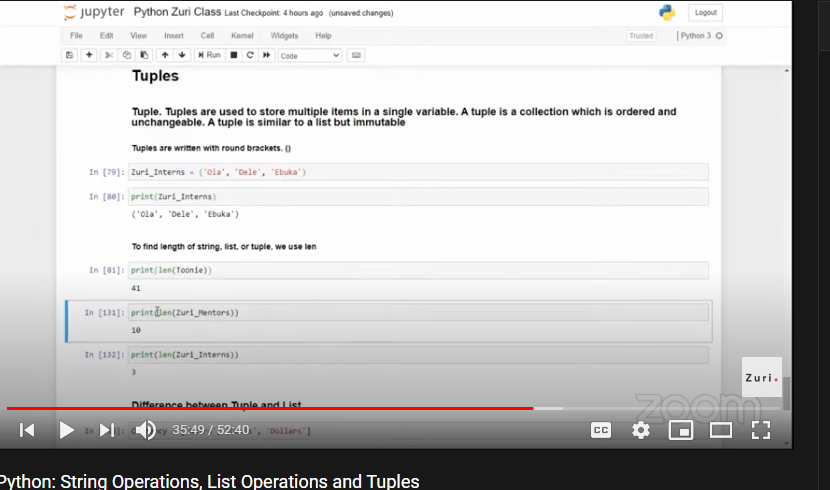 jupyter Python Zuri Class Last Checkpoint: 4 hours ago (unsaved changes)
Logout
File Edit View Insert Cell Kernel Widgets Help
Trusted Python 3
Run Code
Tuples
Tuple. Tuples are used to store multiple items in a single variable. A tuple is a collection which is ordered and
unchangeable. A tuple is similar to a list but immutable
Tuples are written with round brackets. ()
In [79]: Zuri_Interns = ('Ola', 'Dele', 'Ebuka')
In [80]: print(Zuri_Interns)
('Ola', 'Dele', 'Ebuka')
To find length of string, list, or tuple, we use len
In [81]: print(len(Toonie))
41
In [131]: print(len(Zuri_Mentors))
10
In [132]: print(len(Zuri_Interns))
3
Zuri.
Difference between Tuple and List
zoom
35:49 / 52:40
CC
'Dollars']
Python: String Operations, List Operations and Tuples